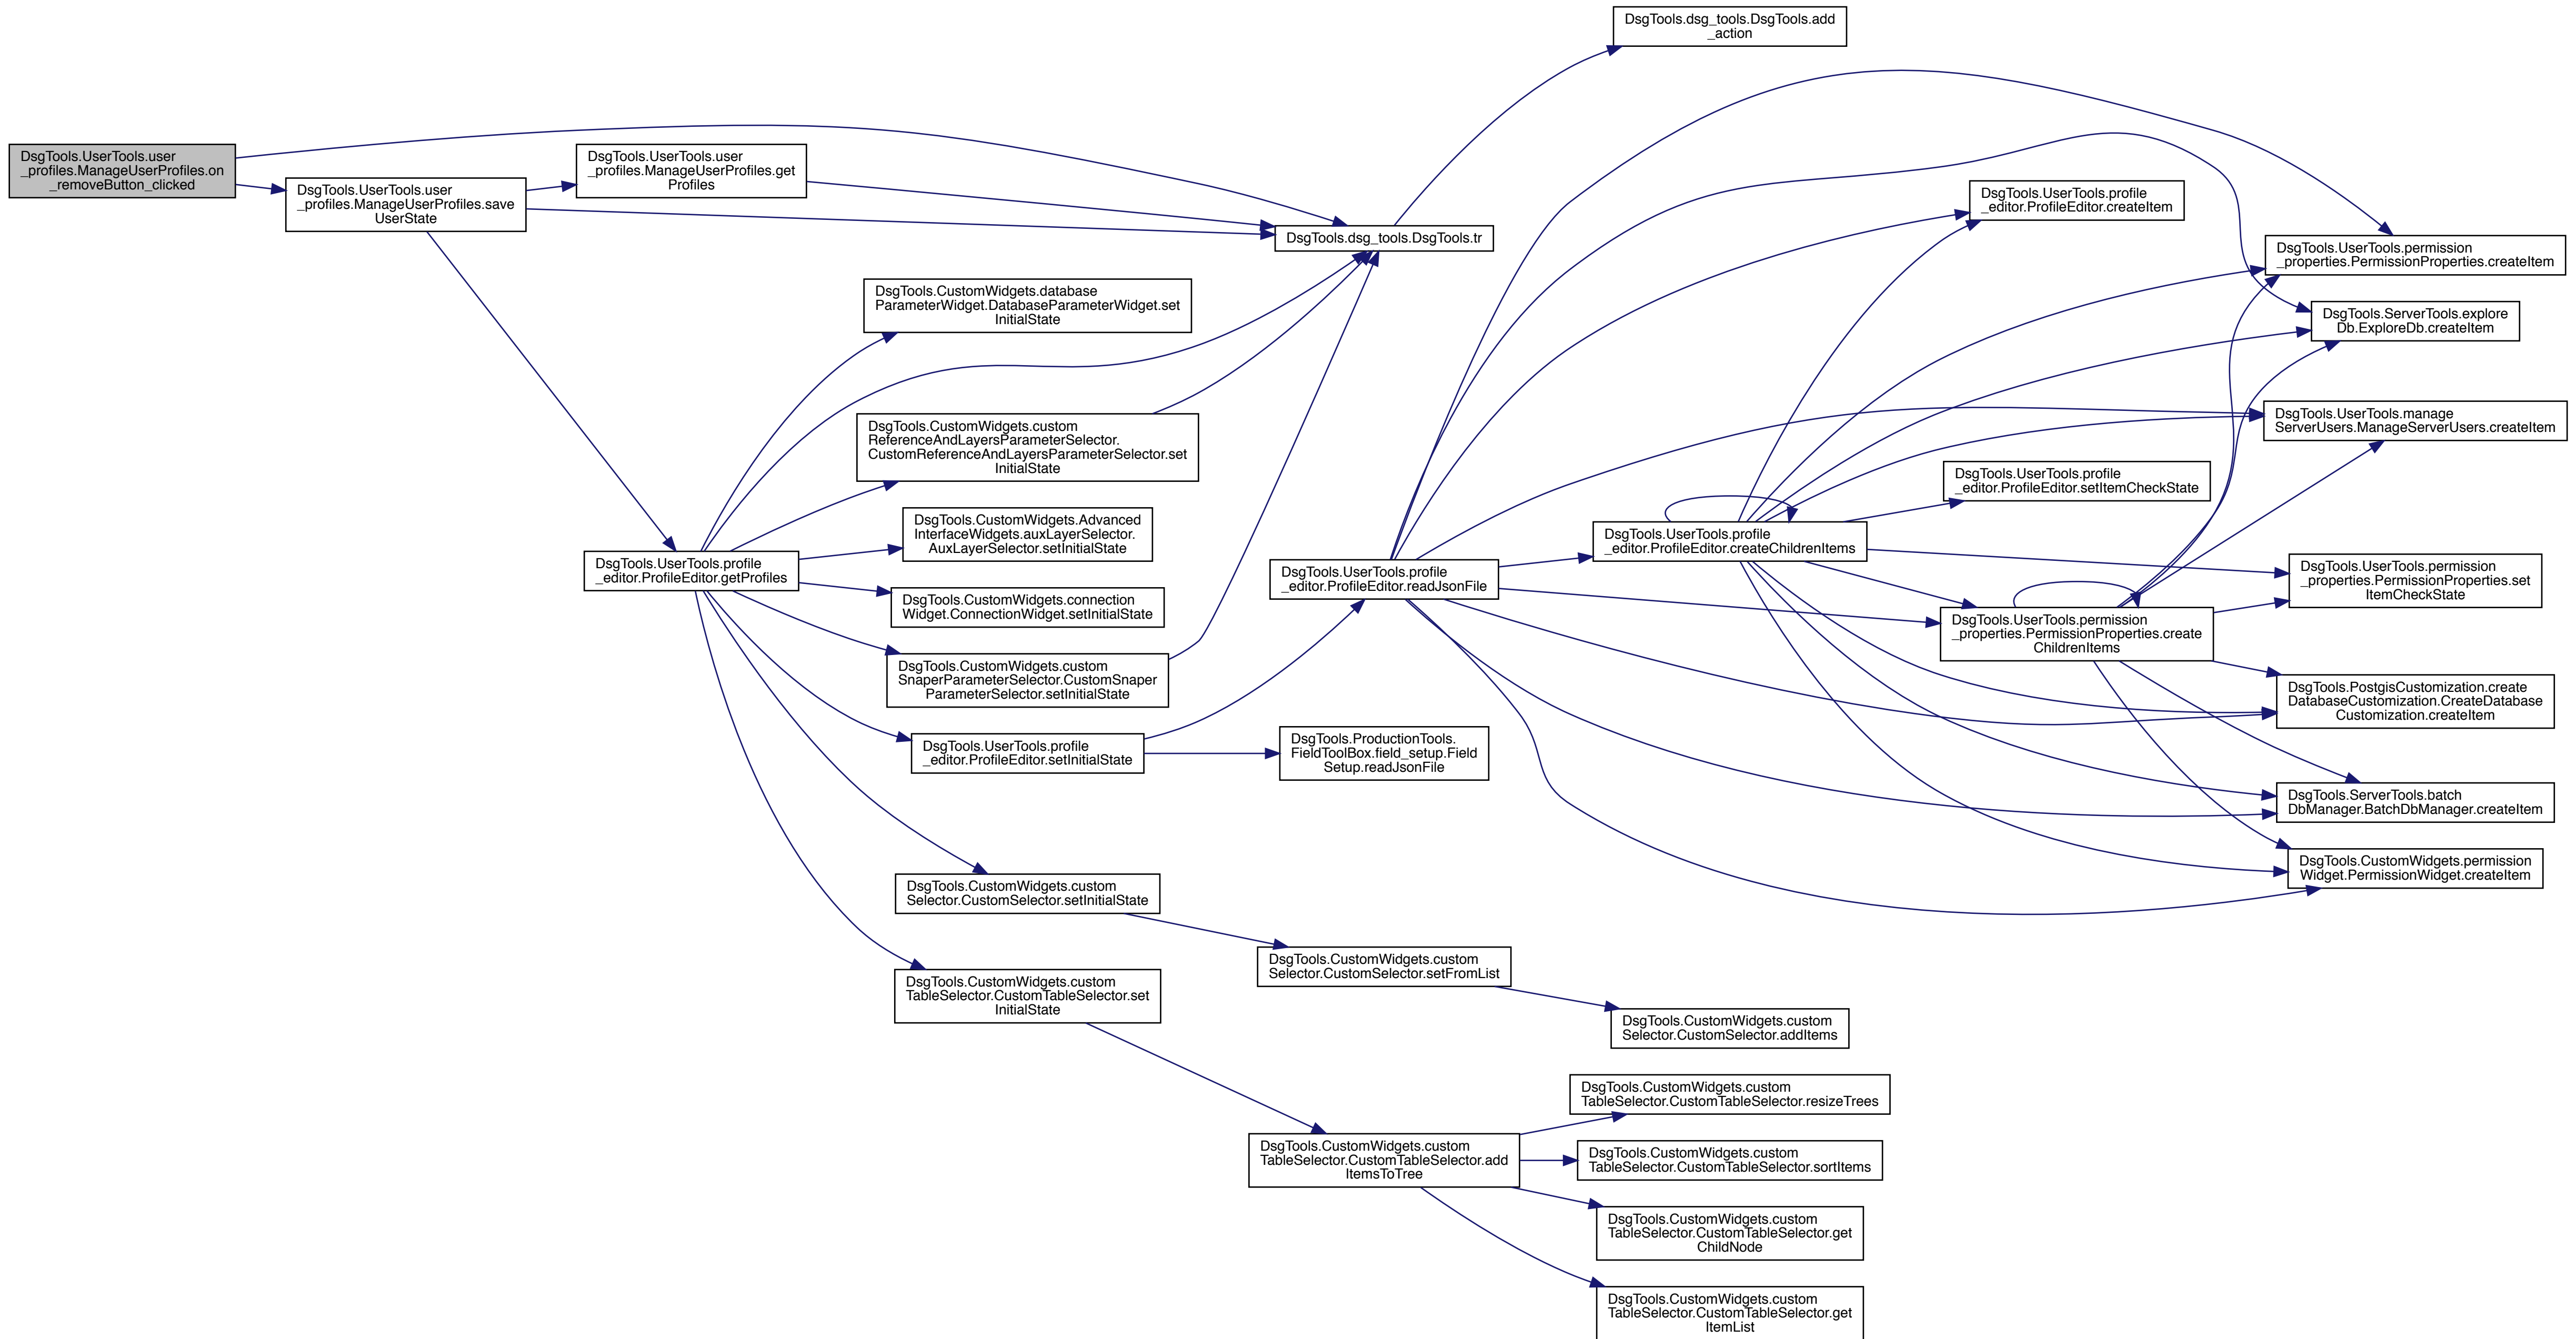 DsgTools.UserTools.user
_profiles.ManageUserProfiles.on
_removeButton_clicked
DsgTools.UserTools.user
_profiles.ManageUserProfiles.save
UserState
DsgTools.UserTools.user
_profiles.ManageUserProfiles.get
Profiles
DsgTools.dsg_tools.DsgTools.tr
DsgTools.dsg_tools.DsgTools.add
_action
DsgTools.UserTools.profile
_editor.ProfileEditor.getProfiles
DsgTools.CustomWidgets.database
ParameterWidget.DatabaseParameterWidget.set
InitialState
DsgTools.CustomWidgets.custom
ReferenceAndLayersParameterSelector.
CustomReferenceAndLayersParameterSelector.set
InitialState
DsgTools.CustomWidgets.Advanced
InterfaceWidgets.auxLayerSelector.
AuxLayerSelector.setInitialState
DsgTools.CustomWidgets.connection
Widget.ConnectionWidget.setInitialState
DsgTools.CustomWidgets.custom
SnaperParameterSelector.CustomSnaper
ParameterSelector.setInitialState
DsgTools.UserTools.profile
_editor.ProfileEditor.setInitialState
DsgTools.CustomWidgets.custom
Selector.CustomSelector.setInitialState
DsgTools.CustomWidgets.custom
TableSelector.CustomTableSelector.set
InitialState
DsgTools.UserTools.profile
_editor.ProfileEditor.readJsonFile
DsgTools.ProductionTools.
FieldToolBox.field_setup.Field
Setup.readJsonFile
DsgTools.CustomWidgets.custom
Selector.CustomSelector.setFromList
DsgTools.CustomWidgets.custom
Selector.CustomSelector.addItems
DsgTools.CustomWidgets.custom
TableSelector.CustomTableSelector.add
ItemsToTree
DsgTools.CustomWidgets.custom
TableSelector.CustomTableSelector.resizeTrees
DsgTools.CustomWidgets.custom
TableSelector.CustomTableSelector.sortItems
DsgTools.CustomWidgets.custom
TableSelector.CustomTableSelector.get
ChildNode
DsgTools.CustomWidgets.custom
TableSelector.CustomTableSelector.get
ItemList
DsgTools.UserTools.profile
_editor.ProfileEditor.createChildrenItems
DsgTools.UserTools.profile
_editor.ProfileEditor.createItem
DsgTools.UserTools.profile
_editor.ProfileEditor.setItemCheckState
DsgTools.UserTools.permission
_properties.PermissionProperties.create
ChildrenItems
DsgTools.UserTools.permission
_properties.PermissionProperties.createItem
DsgTools.ServerTools.explore
Db.ExploreDb.createItem
DsgTools.UserTools.manage
ServerUsers.ManageServerUsers.createItem
DsgTools.UserTools.permission
_properties.PermissionProperties.set
ItemCheckState
DsgTools.PostgisCustomization.create
DatabaseCustomization.CreateDatabase
Customization.createItem
DsgTools.ServerTools.batch
DbManager.BatchDbManager.createItem
DsgTools.CustomWidgets.permission
Widget.PermissionWidget.createItem